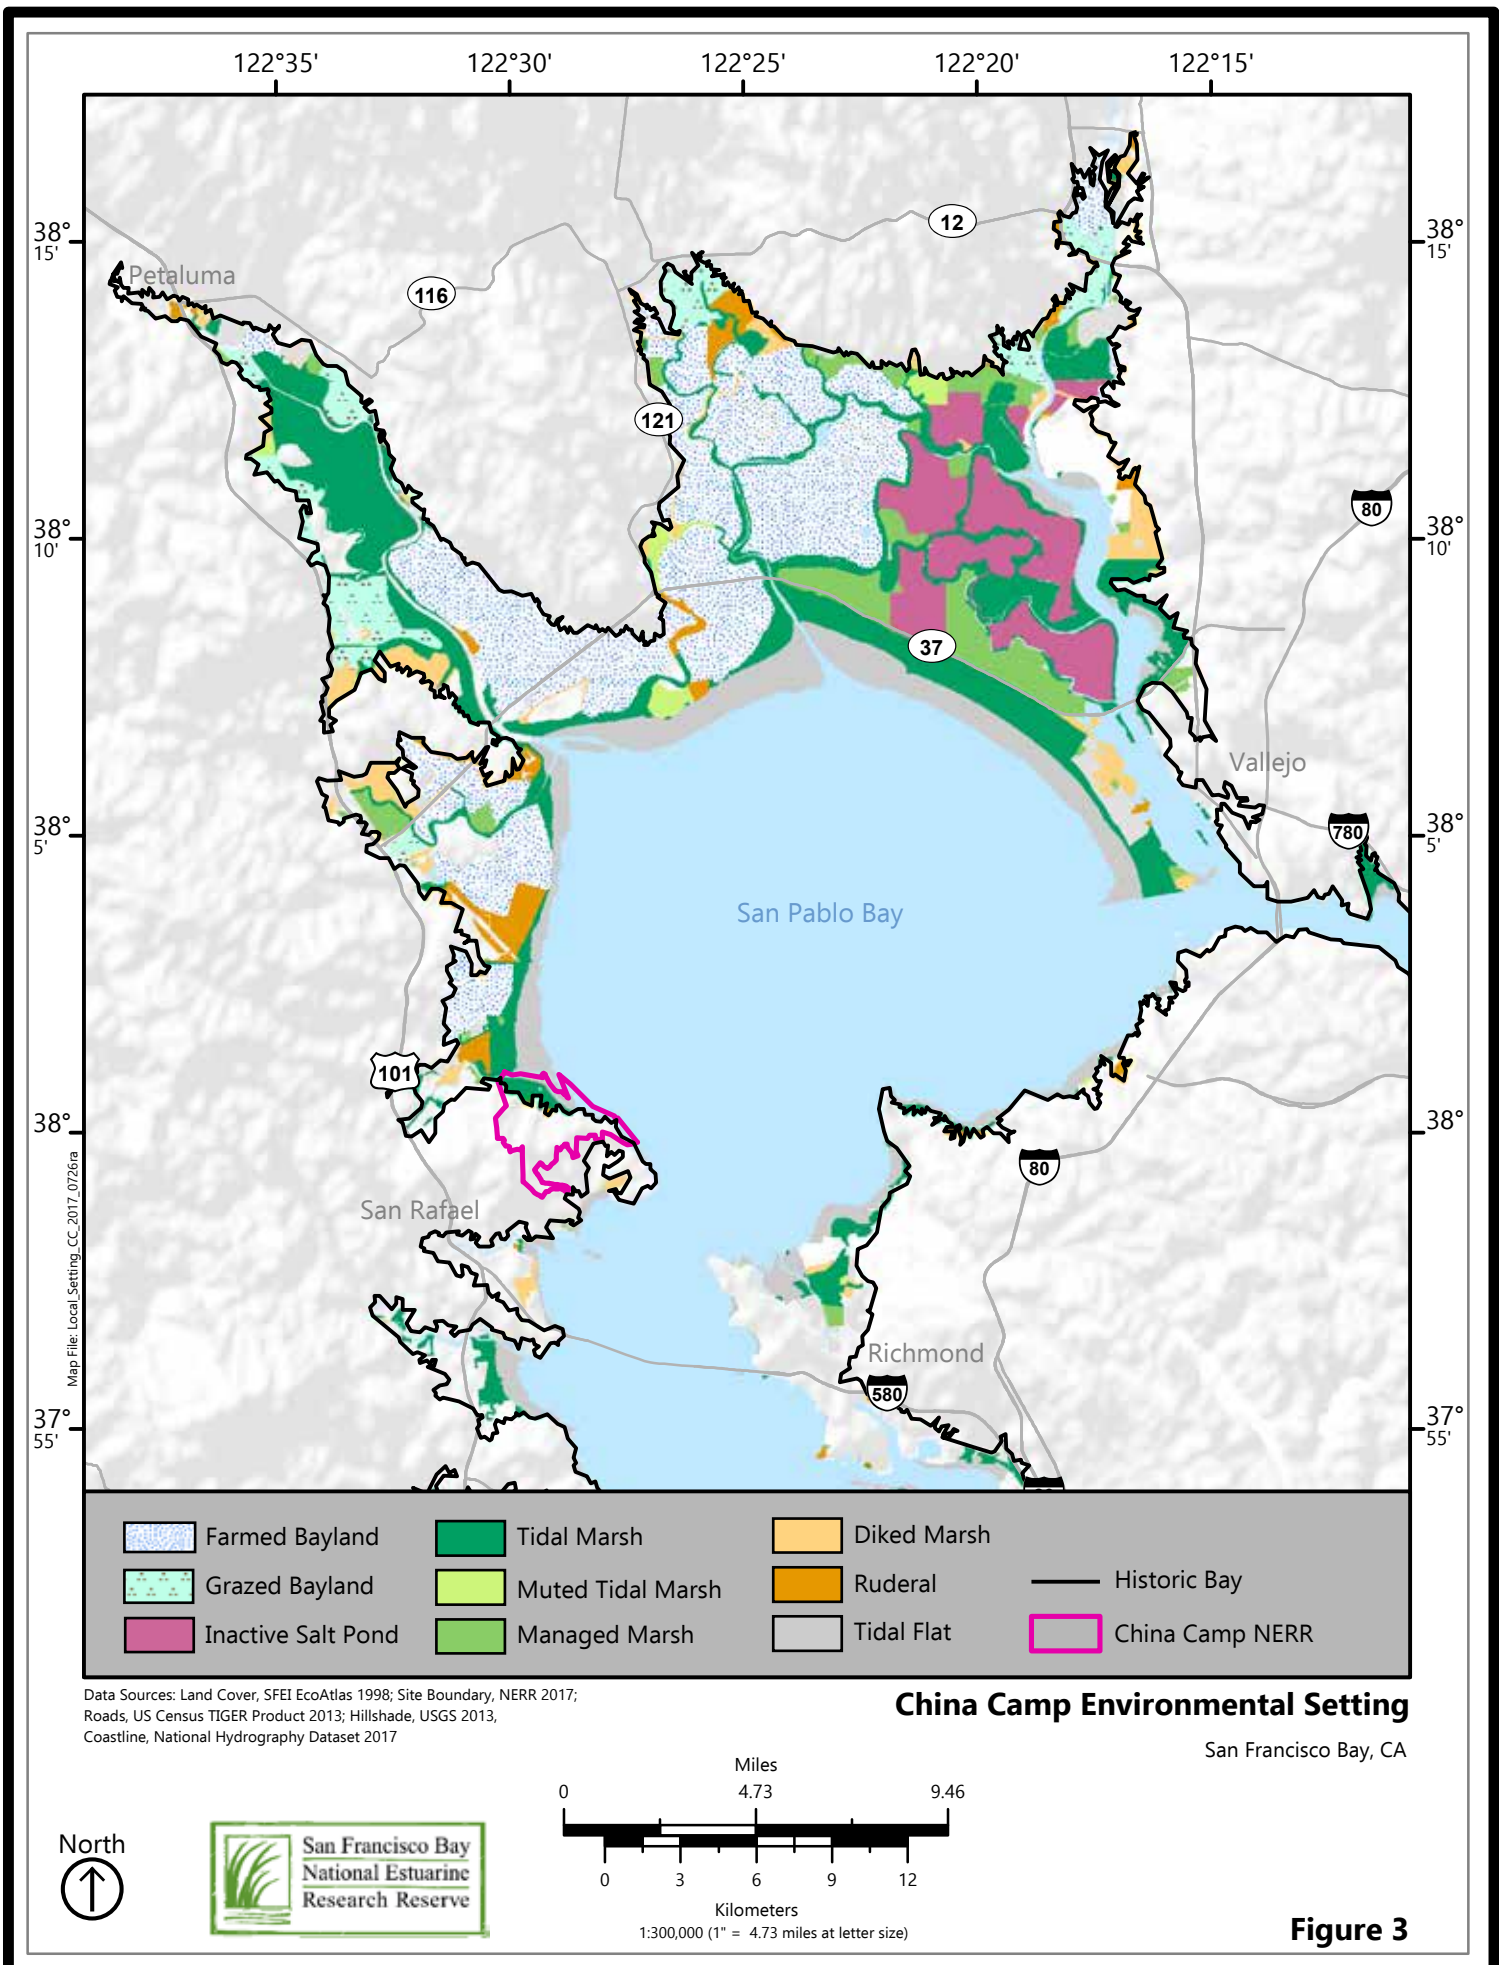 122°35'
122°30'
122°25'
122°20'
122°15'
38°
15'
38°
15'
12
Petaluma
116
121
80
38°
10'
38°
10'
37
Vallejo
780
38°
5'
38°
5'
San Pablo Bay
101
38°
38°
80
San Rafael
Richmond
580
37°
55'
37°
55'
Map File: Local_Setting_CC_2017_0726ra
Farmed Bayland
Grazed Bayland
Inactive Salt Pond
Tidal Marsh
Muted Tidal Marsh
Managed Marsh
Diked Marsh
Ruderal
Tidal Flat
Historic Bay
China Camp NERR
Data Sources: Land Cover, SFEI EcoAtlas 1998; Site Boundary, NERR 2017;
Roads, US Census TIGER Product 2013; Hillshade, USGS 2013,
Coastline, National Hydrography Dataset 2017
China Camp Environmental Setting
San Francisco Bay, CA
Miles
0 4.73 9.46
0 3 6 9 12
Kilometers
1:300,000 (1" = 4.73 miles at letter size)
North
San Francisco Bay
National Estuarine
Research Reserve
Figure 3